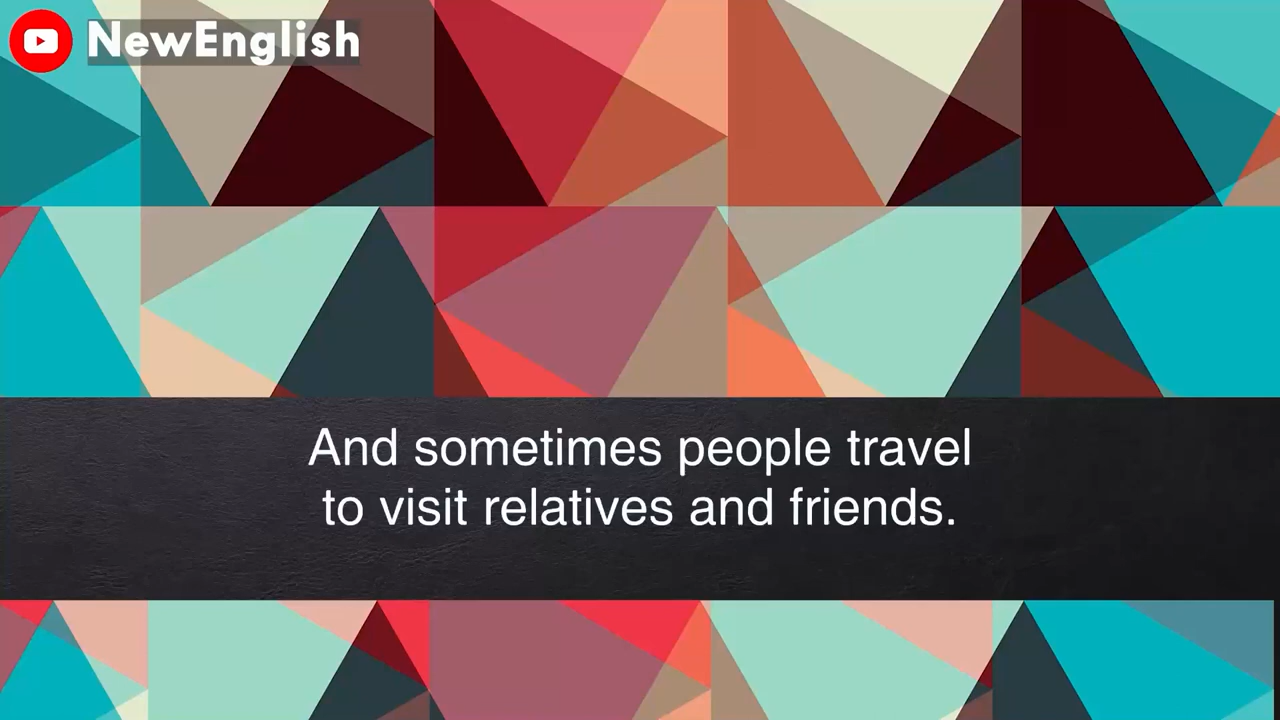 NewEnglish
And sometimes people travel
to visit relatives and friends.